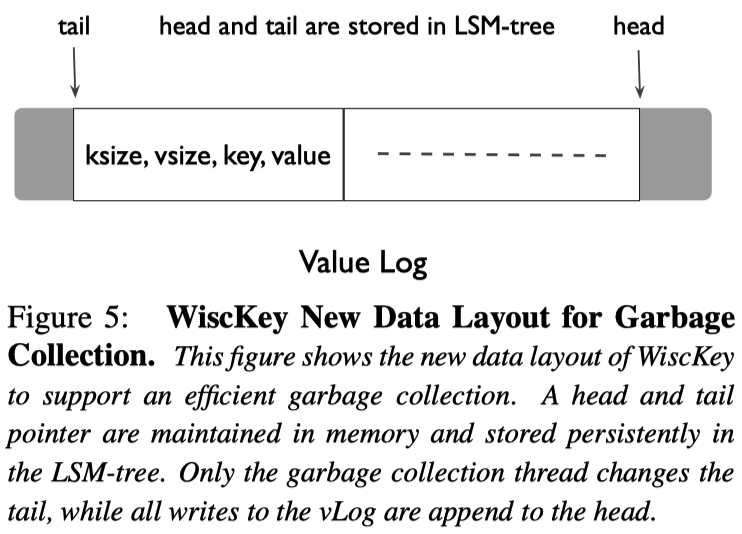 tail head and tail are stored in LSM-tree head
ksize, vsize, key, value
Value Log
Figure 5: WiscKey New Data Layout for Garbage
Collection. This figure shows the new data layout of WiscKey
to support an efficient garbage collection. A head and tail
pointer are maintained in memory and stored persistently in
the LSM-tree. Only the garbage collection thread changes the
tail, while all writes to the vLog are append to the head.